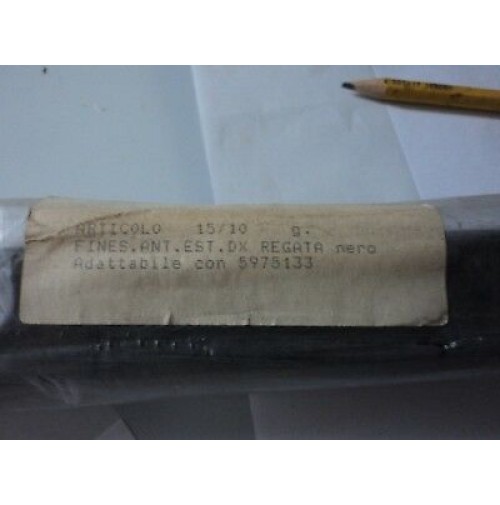 ARTICOLO 15/10 g.
FINES.ANT.EST.DX REGATA nero
Adattabile con 5975133